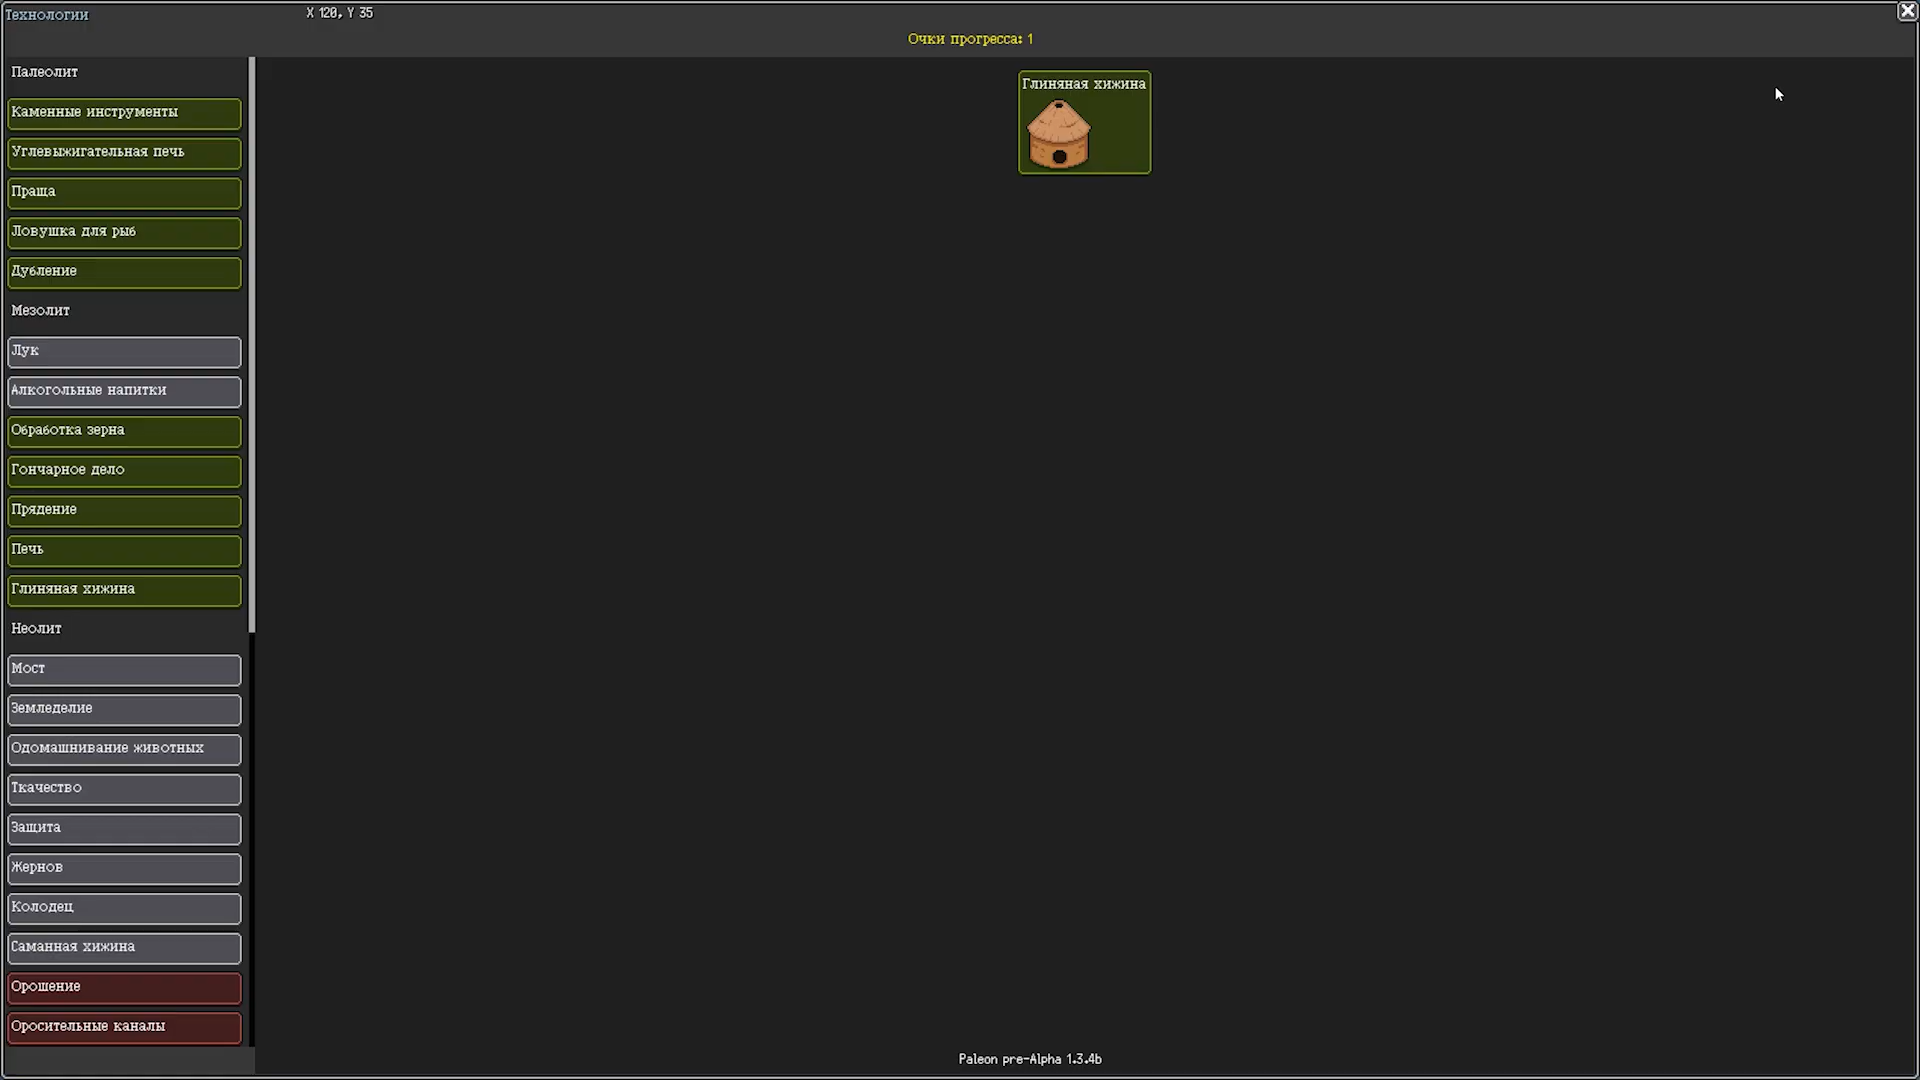 Технологии
X 120, Y 35
Очки прогресса: 1
Палеолит
Каменные инструменты
Углевыжигательная печь
Праща
Ловушка для рыб
Дубление
Мезолит
Лук
Алкогольные напитки
Обработка зерна
Гончарное дело
Прядение
Печь
Глиняная хижина
Неолит
Мост
Земледелие
Одомашнивание животных
Ткачество
Защита
Жернов
Колодец
Саманная хижина
Орошение
Оросительные каналы
Глиняная хижина
Paleon pre-Alpha 1.3.4b